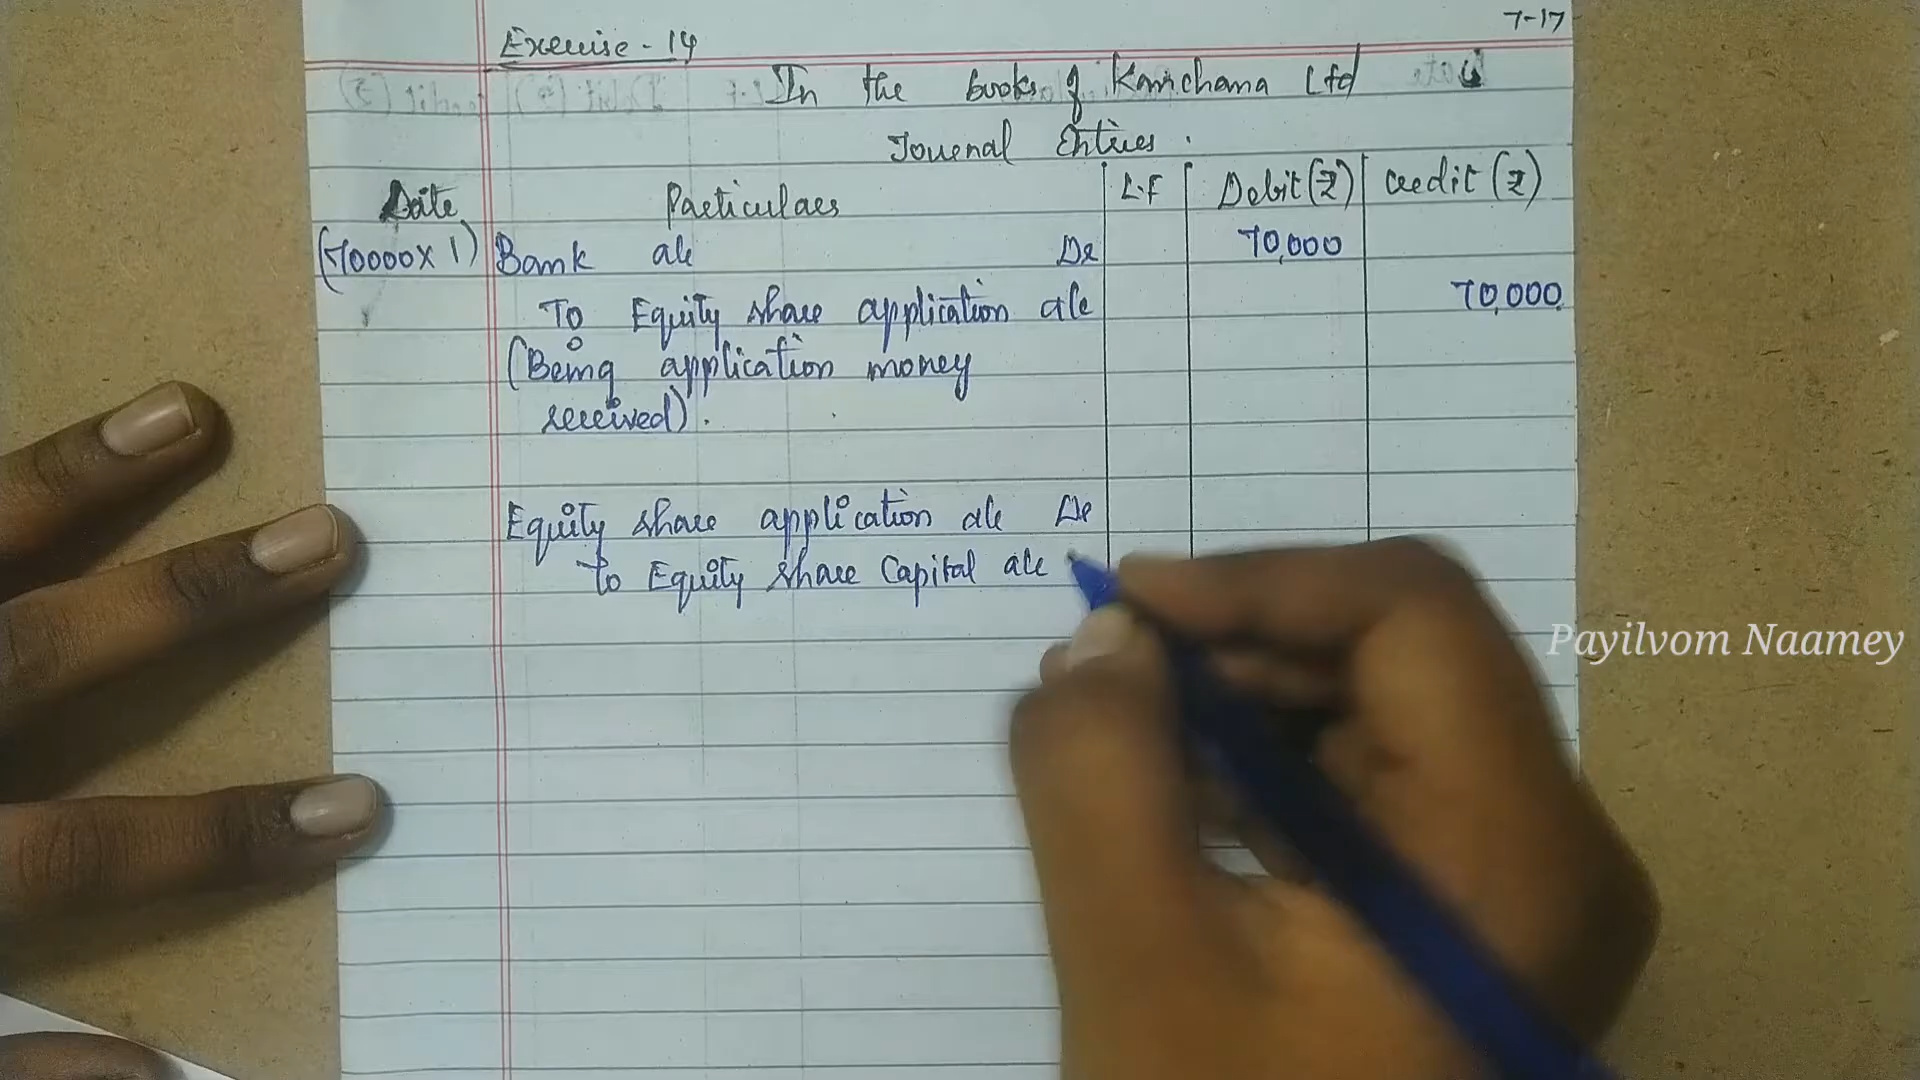 7-17
Exercise - 14
In the books of Kanchana Ltd
Journal Entries.
Date Particulars L.F Debit(₹) credit (₹)
(70000 x 1) Bank a/c Dr 70,000
To Equity share application a/c 70,000
(Being application money
received).
Equity share application a/c Dr
to Equity share Capital a/c
Payilvom Naamey